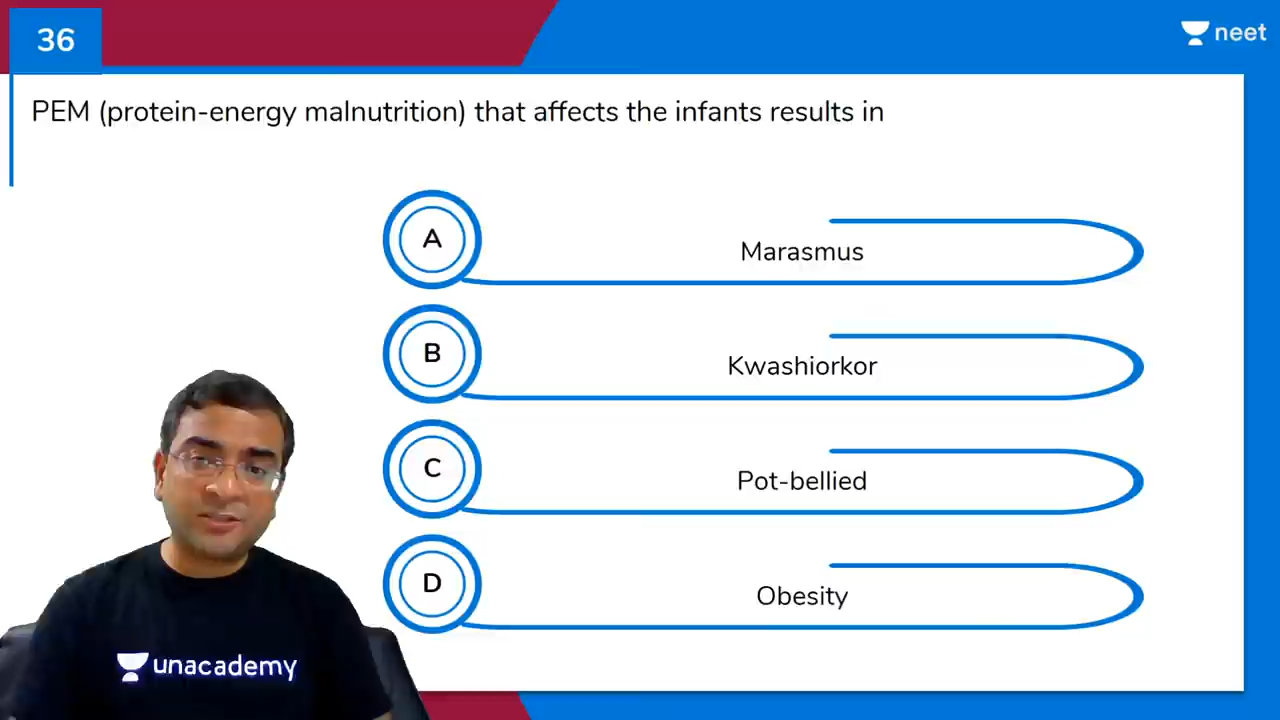 36
neet
PEM (protein-energy malnutrition) that affects the infants results in
A
Marasmus
B
Kwashiorkor
C
Pot-bellied
D
Obesity
unacademy